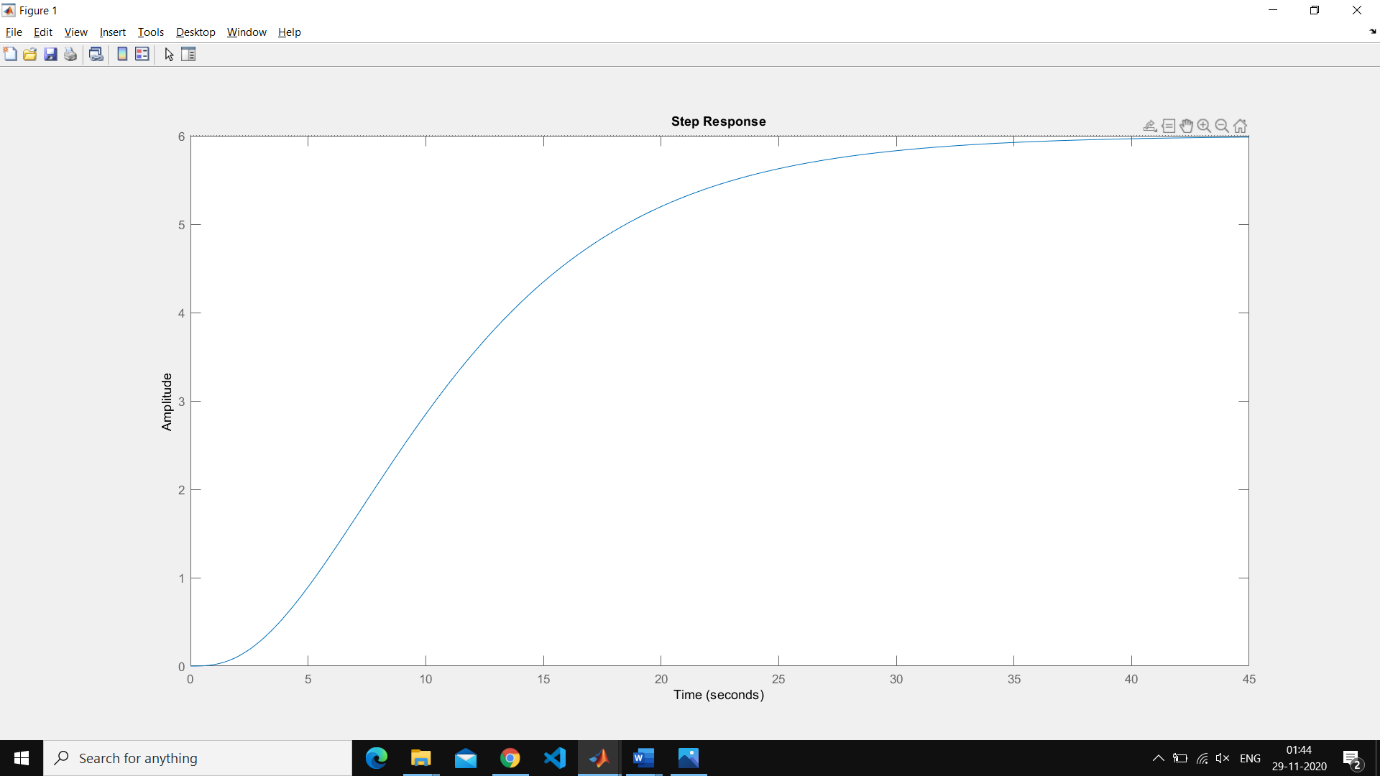 Figure 1
File Edit View Insert Tools Desktop Window Help
Step Response
6
5
4
3
2
1
0
Amplitude
0 5 10 15 20 25 30 35 40 45
Time (seconds)
Search for anything
W
ENG
01:44
29-11-2020
2